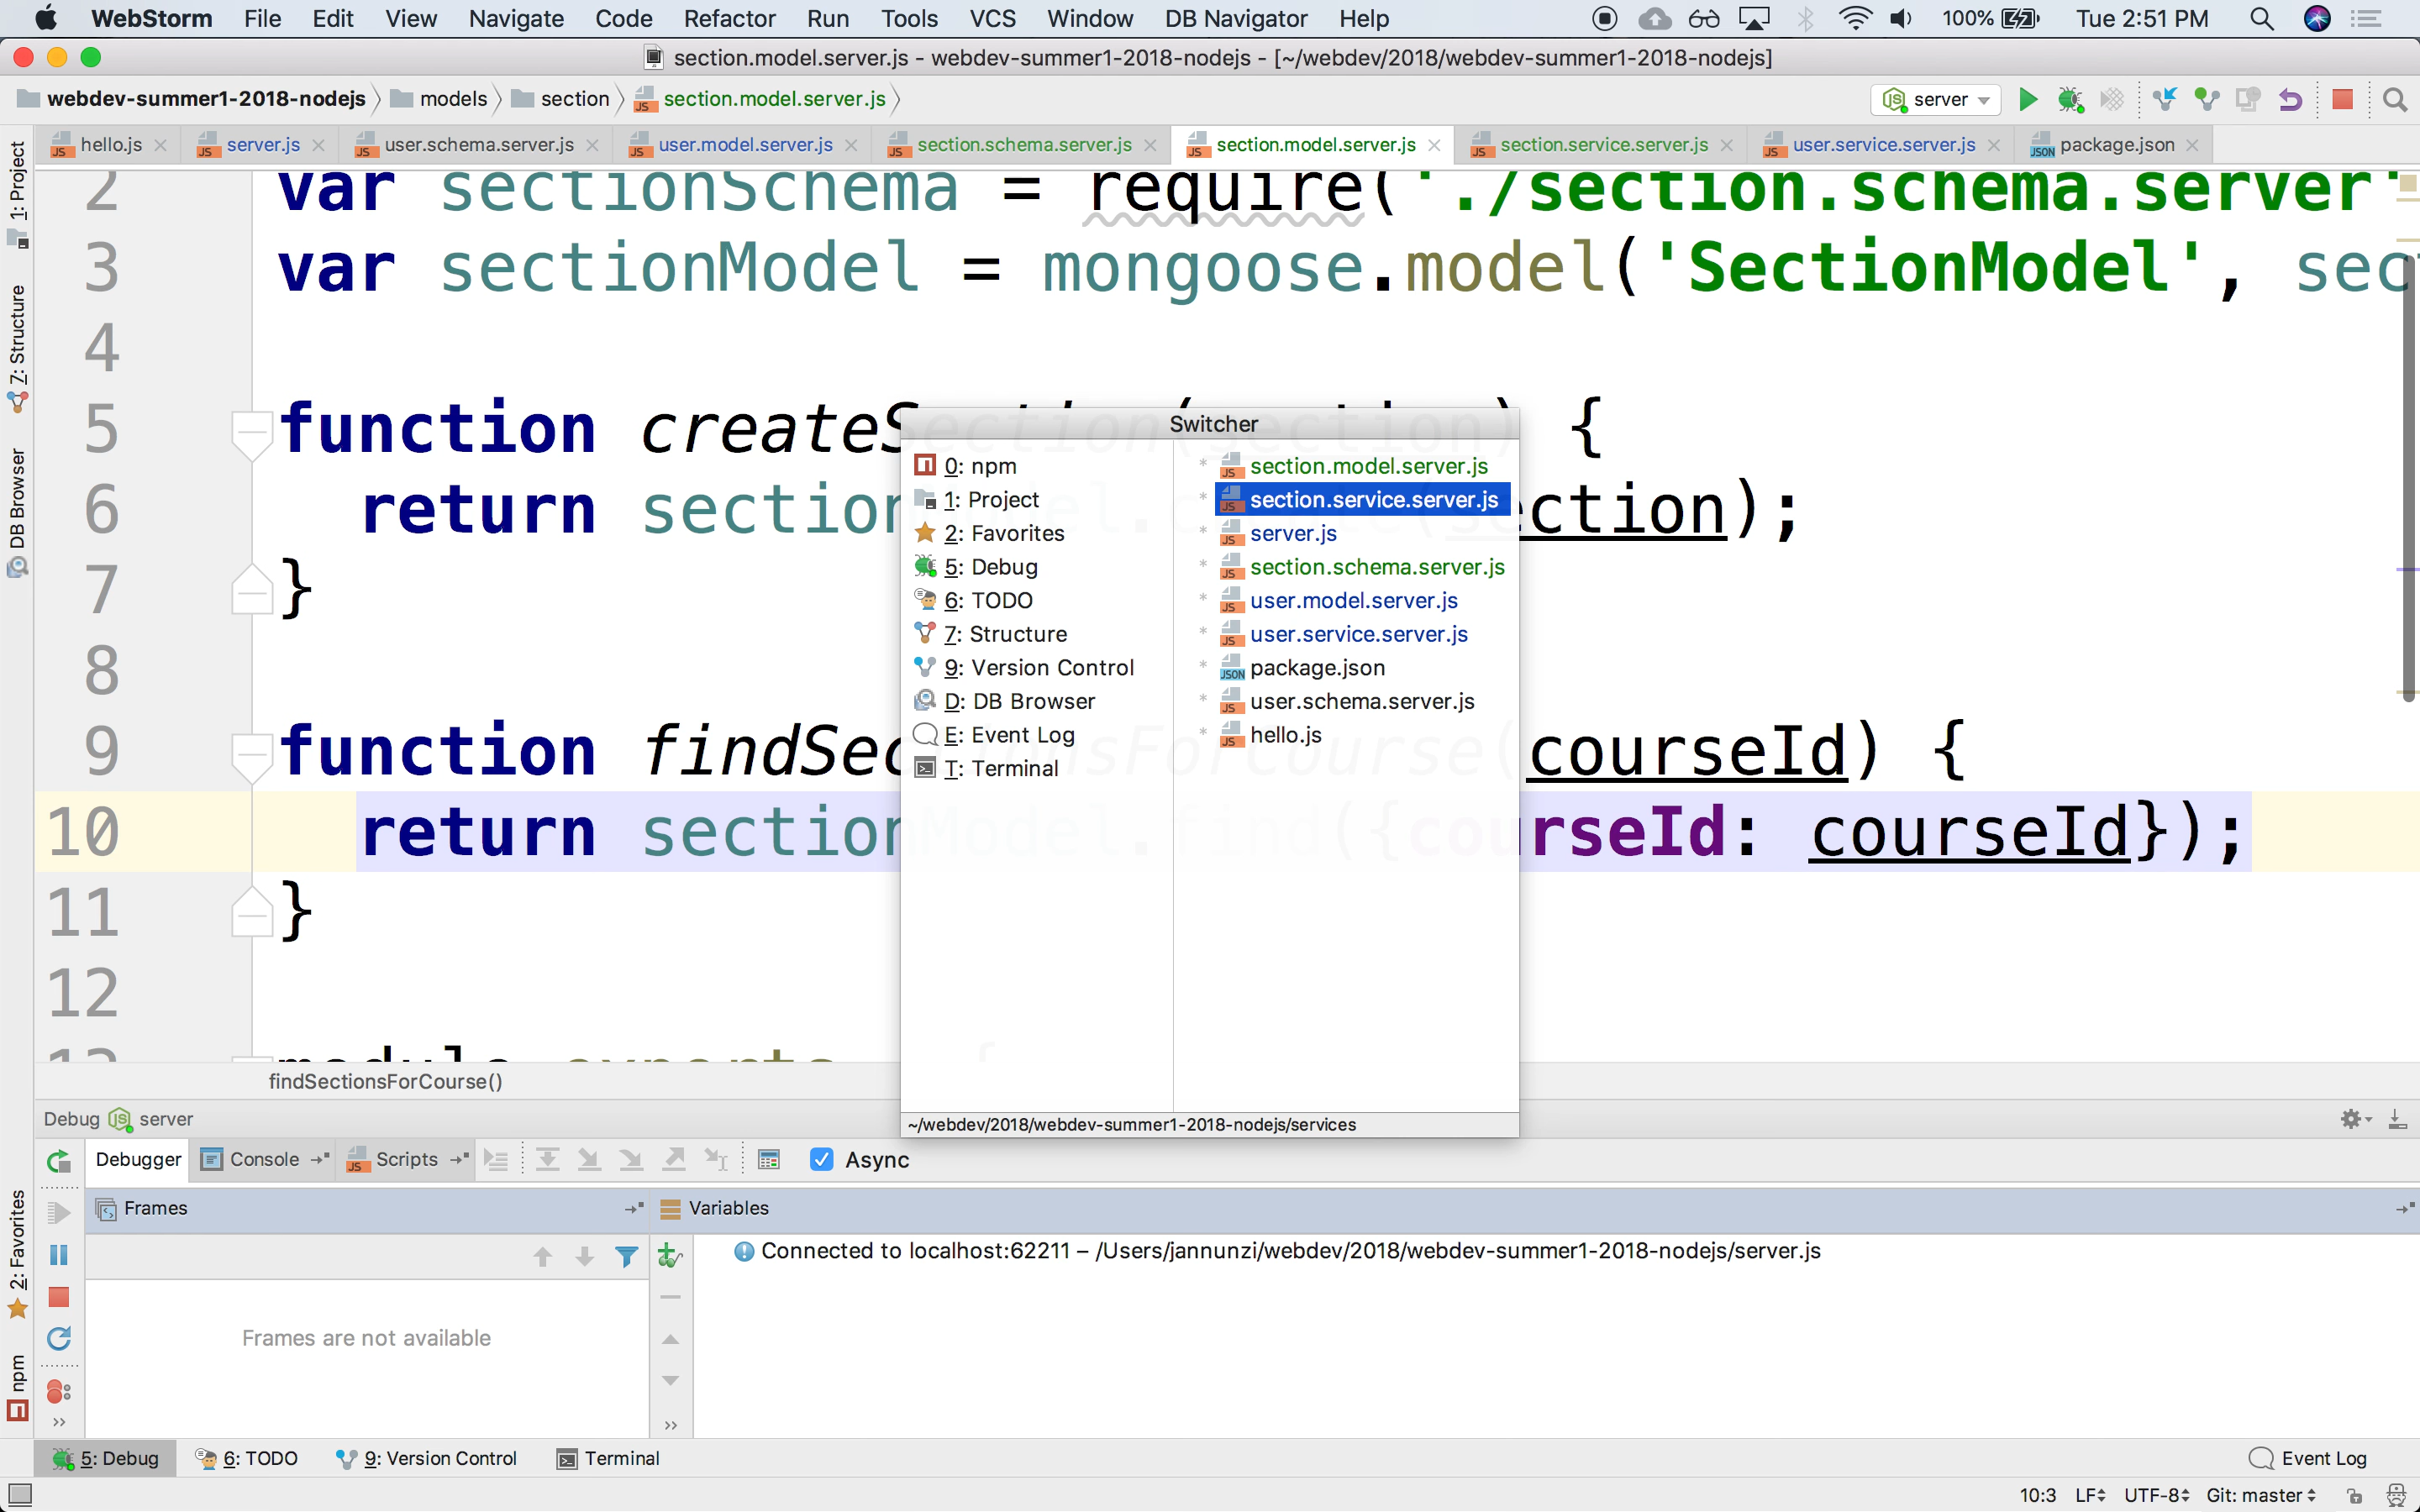 WebStorm File Edit View Navigate Code Refactor Run Tools VCS Window DB Navigator Help 100% Tue 2:51 PM
section.model.server.js - webdev-summer1-2018-nodejs - [~/webdev/2018/webdev-summer1-2018-nodejs]
webdev-summer1-2018-nodejs models section section.model.server.js server
hello.js server.js user.schema.server.js user.model.server.js section.schema.server.js section.model.server.js section.service.server.js user.service.server.js package.json
1: Project
7: Structure
DB Browser
2: Favorites
npm
2 var sectionSchema = require('./section.schema.server'
3 var sectionModel = mongoose.model('SectionModel', sec
4
5 function createSection(section) {
6 return section ection);
7 }
8
9 function findSectionsForCourse(courseId) {
10 return sectionModel.find({courseId: courseId});
11 }
12
13 module.exports {
Switcher
0: npm
1: Project
2: Favorites
5: Debug
6: TODO
7: Structure
9: Version Control
D: DB Browser
E: Event Log
T: Terminal
* section.model.server.js
* section.service.server.js
* server.js
* section.schema.server.js
* user.model.server.js
* user.service.server.js
* package.json
* user.schema.server.js
* hello.js
~/webdev/2018/webdev-summer1-2018-nodejs/services
findSectionsForCourse()
Debug server
Debugger Console Scripts Async
Frames Variables
Connected to localhost:62211 – /Users/jannunzi/webdev/2018/webdev-summer1-2018-nodejs/server.js
Frames are not available
5: Debug 6: TODO 9: Version Control Terminal Event Log
10:3 LF UTF-8 Git: master